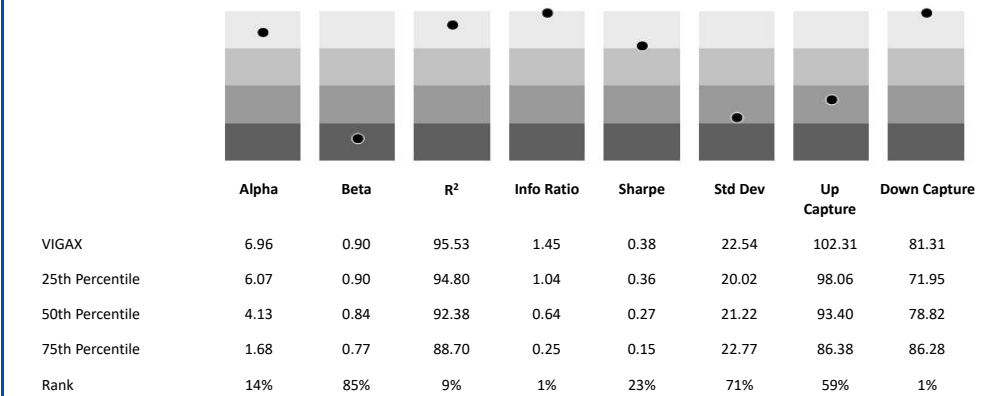 Alpha Beta R² Info Ratio Sharpe Std Dev Up Capture Down Capture
VIGAX 6.96 0.90 95.53 1.45 0.38 22.54 102.31 81.31
25th Percentile 6.07 0.90 94.80 1.04 0.36 20.02 98.06 71.95
50th Percentile 4.13 0.84 92.38 0.64 0.27 21.22 93.40 78.82
75th Percentile 1.68 0.77 88.70 0.25 0.15 22.77 86.38 86.28
Rank 14% 85% 9% 1% 23% 71% 59% 1%